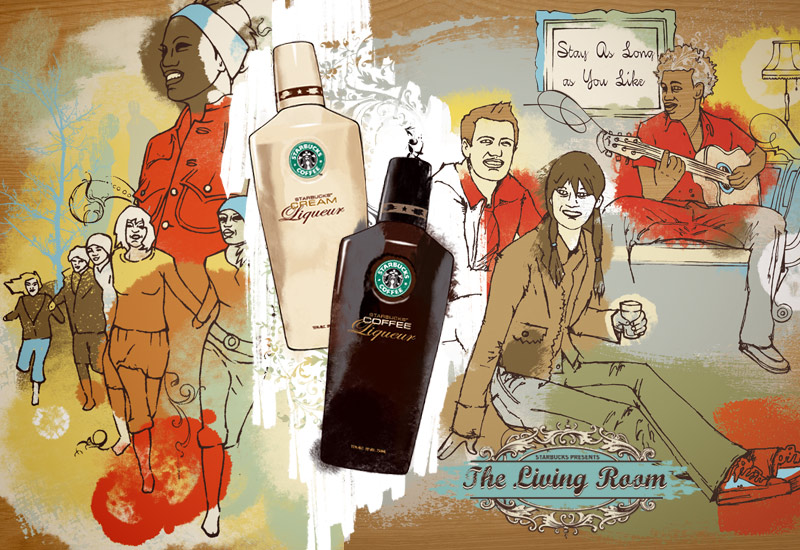 Stay As Long
as You Like
STARBUCKS
COFFEE
STARBUCKS®
CREAM
Liqueur
STARBUCKS
COFFEE
STARBUCKS®
COFFEE
Liqueur
STARBUCKS PRESENTS
The Living Room